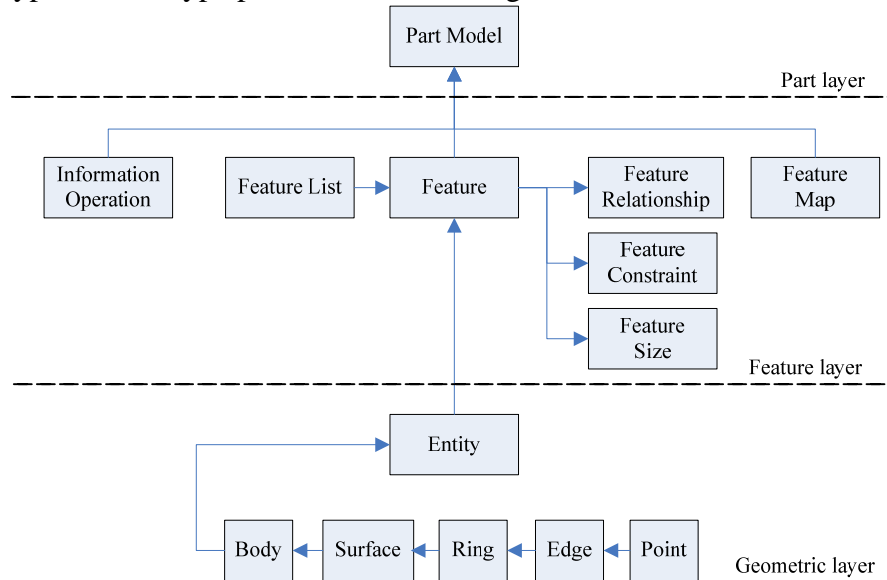 Part Model
Part layer
Information
Operation
Feature List
Feature
Feature
Relationship
Feature
Map
Feature
Constraint
Feature
Size
Feature layer
Entity
Body
Surface
Ring
Edge
Point
Geometric layer